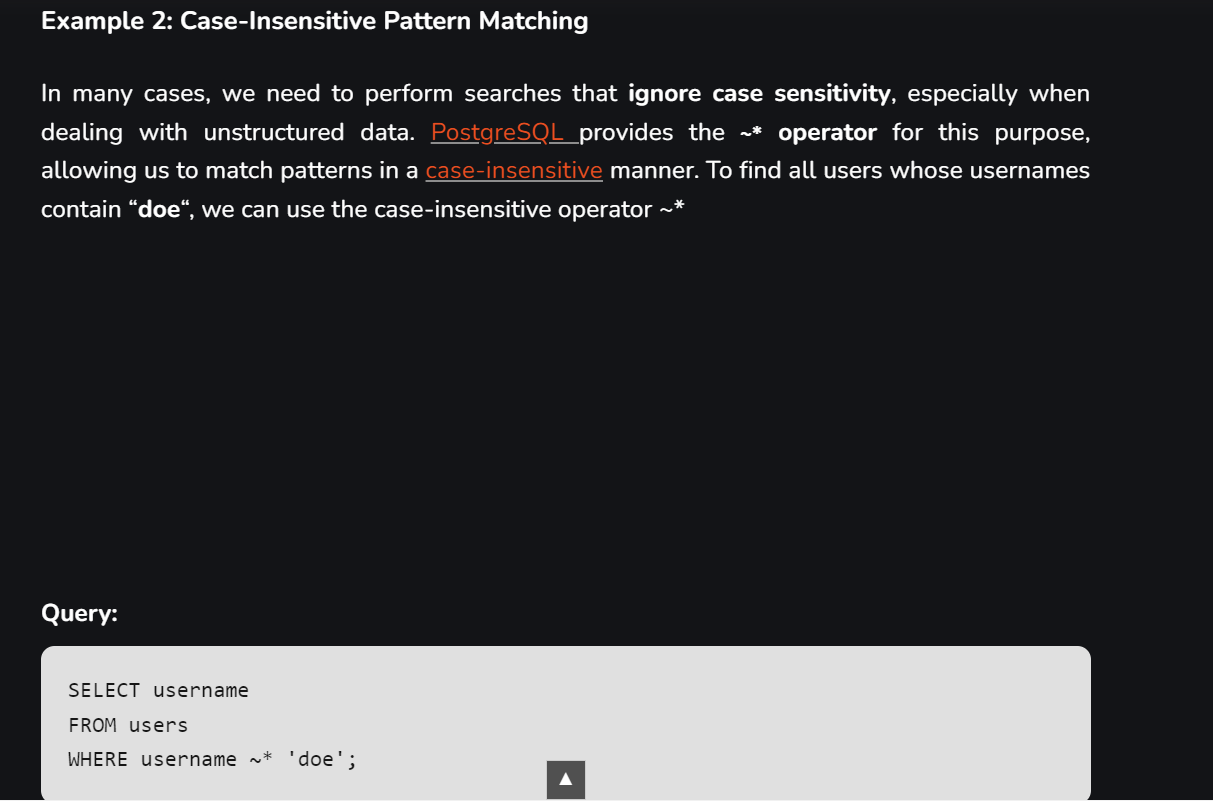 Example 2: Case-Insensitive Pattern Matching
In many cases, we need to perform searches that ignore case sensitivity, especially when
dealing with unstructured data. PostgreSQL provides the ~* operator for this purpose,
allowing us to match patterns in a case-insensitive manner. To find all users whose usernames
contain “doe“, we can use the case-insensitive operator ~*
Query:
SELECT username
FROM users
WHERE username ~* 'doe';